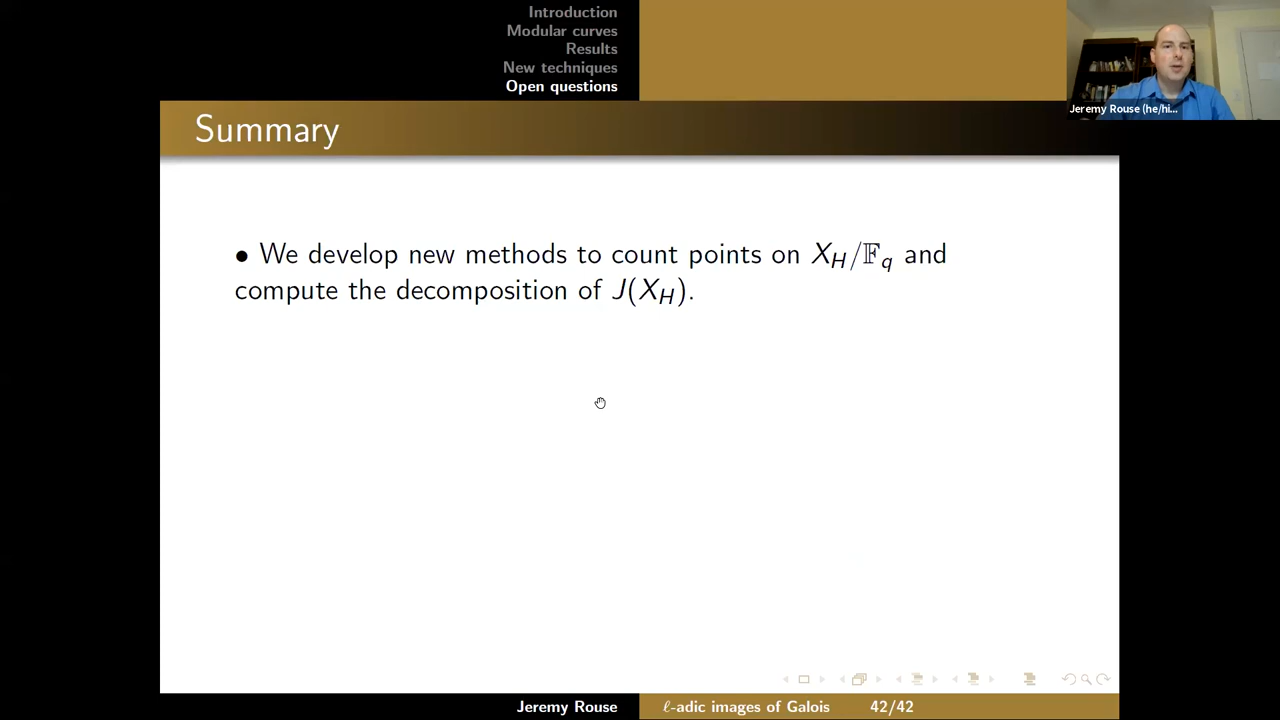 Introduction
Modular curves
Results
New techniques
Open questions
Jeremy Rouse (he/hi...
Summary
• We develop new methods to count points on X_H/𝔽_q and
compute the decomposition of J(X_H).
Jeremy Rouse
ℓ-adic images of Galois
42/42